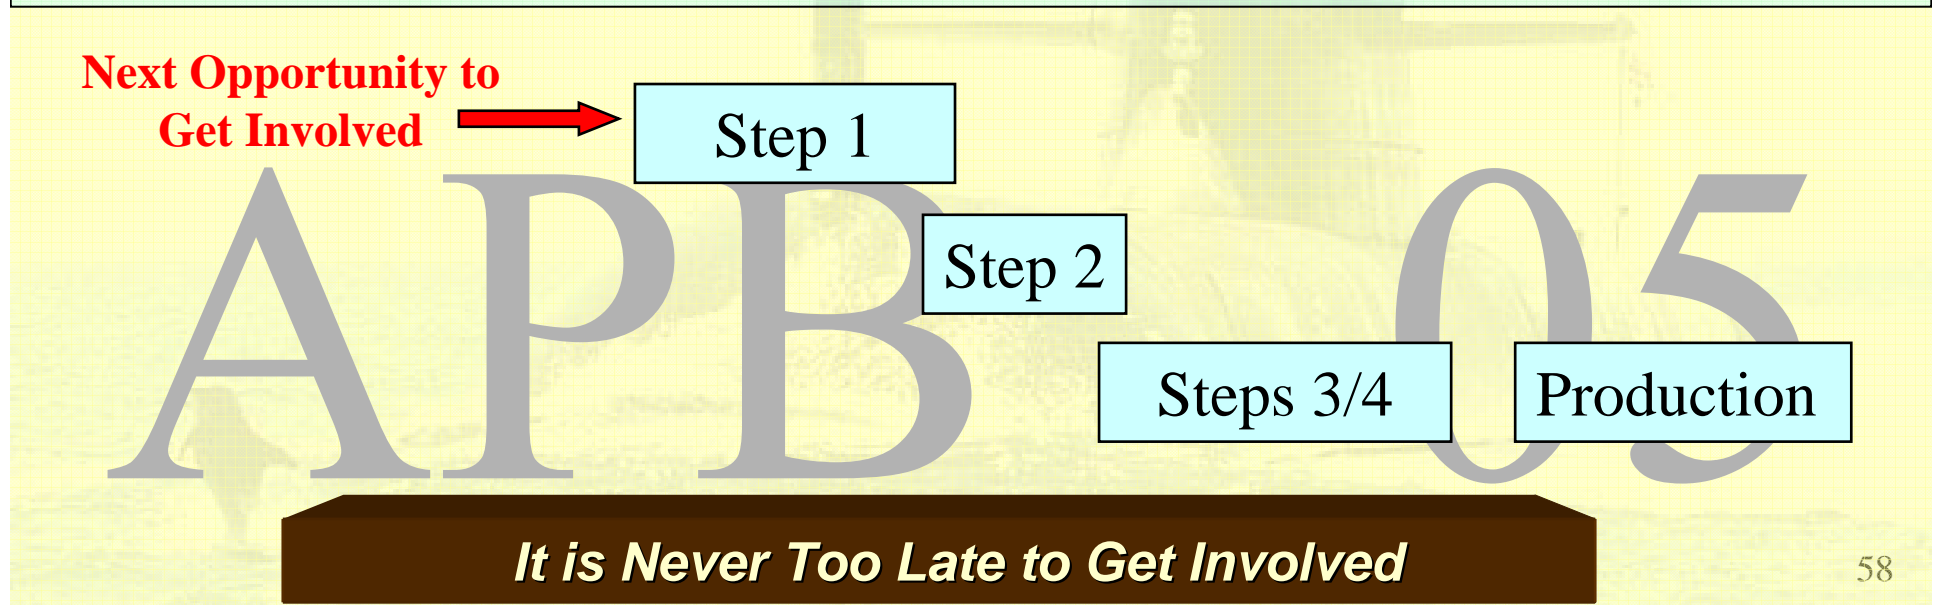 Next Opportunity to
Get Involved
Step 1
APB 05
Step 2
Steps 3/4
Production
It is Never Too Late to Get Involved
58